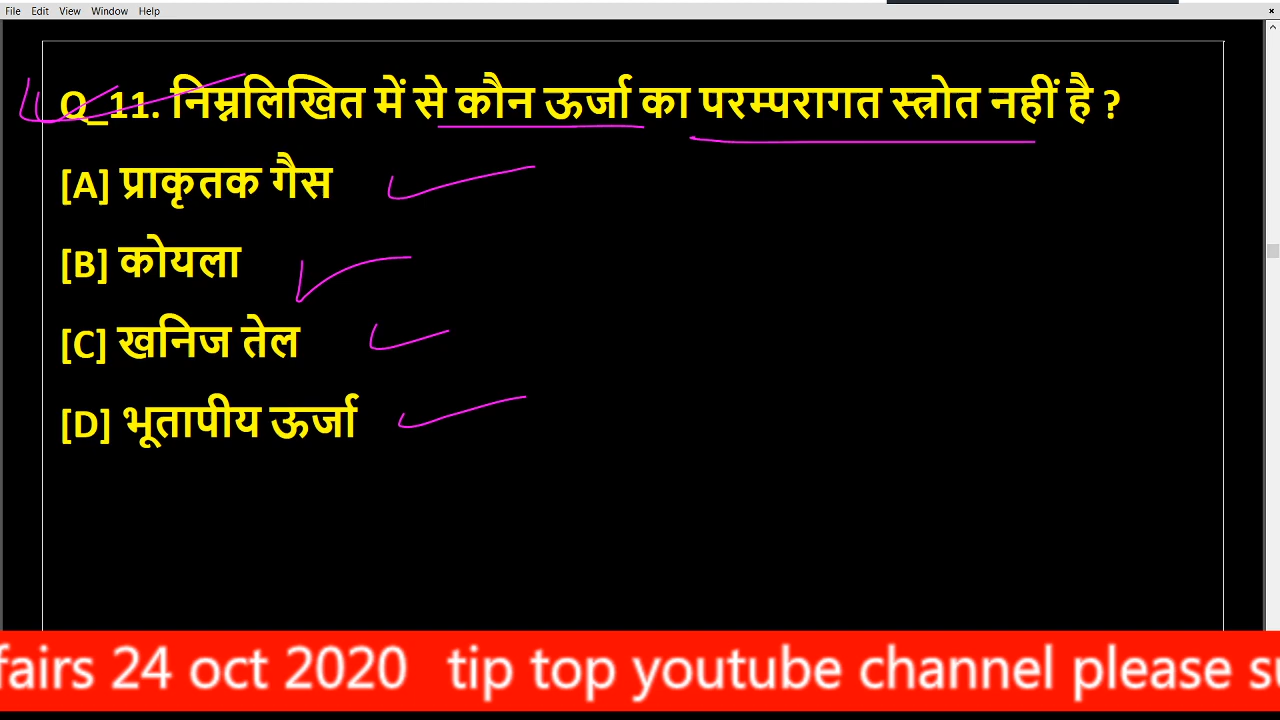 File Edit View Window Help
Q_11. निम्नलिखित में से कौन ऊर्जा का परम्परागत स्त्रोत नहीं है ?
[A] प्राकृतक गैस
[B] कोयला
[C] खनिज तेल
[D] भूतापीय ऊर्जा
fairs 24 oct 2020 tip top youtube channel please su